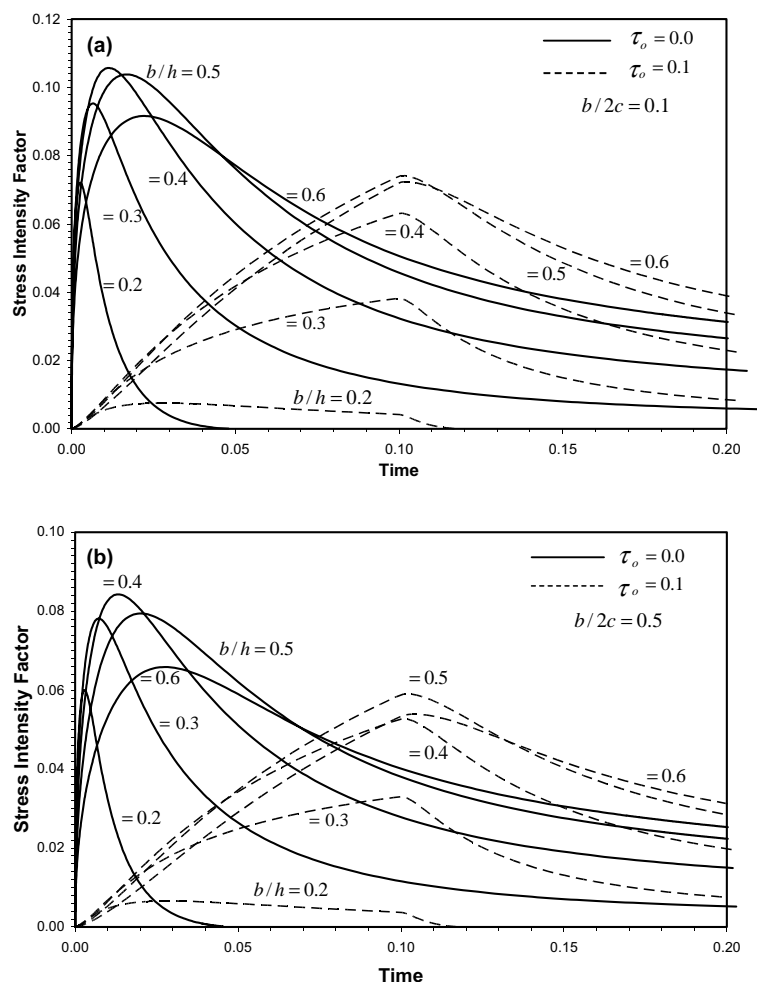 0.12
(a)
τₒ = 0.0
b/h = 0.5
τₒ = 0.1
0.10
b/2c = 0.1
0.08
= 0.4
= 0.6
= 0.3
0.06
= 0.4
= 0.6
= 0.5
= 0.2
0.04
= 0.3
0.02
b/h = 0.2
0.00
Stress Intensity Factor
0.00 0.05 0.10 0.15 0.20
Time
0.10
(b)
τₒ = 0.0
= 0.4
τₒ = 0.1
b/2c = 0.5
0.08
b/h = 0.5
= 0.6
= 0.5
0.06
= 0.3
= 0.4
= 0.6
0.04
= 0.2
= 0.3
0.02
b/h = 0.2
0.00
Stress Intensity Factor
0.00 0.05 0.10 0.15 0.20
Time